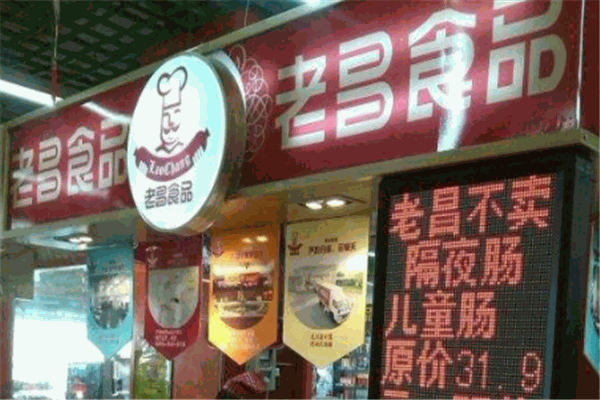 老昌食品
老昌食品
LaoChang
老昌食品
老昌不卖
隔夜肠
儿童肠
原价31.9